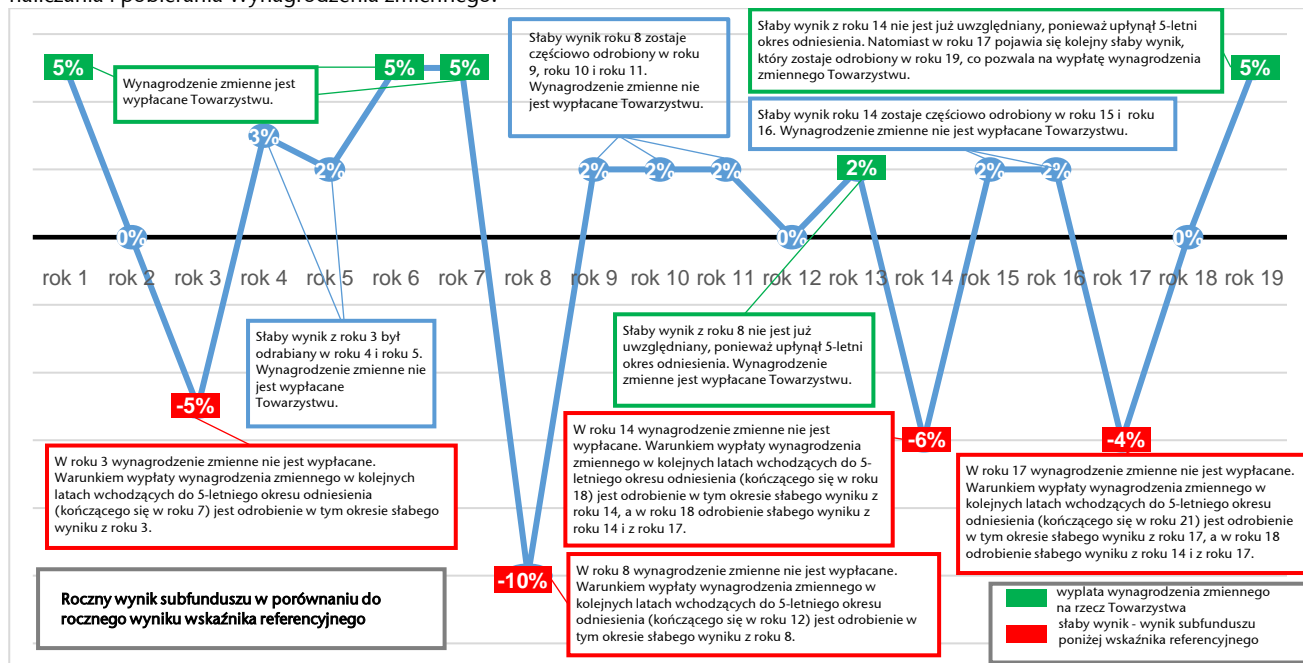 naliczania i pobierania Wynagrodzenia zmiennego.
5%
Wynagrodzenie zmienne jest
wypłacane Towarzystwu.
5%
5%
Słaby wynik roku 8 zostaje
częściowo odrobiony w roku
9, roku 10 i roku 11.
Wynagrodzenie zmienne nie
jest wypłacane Towarzystwu.
Słaby wynik z roku 14 nie jest już uwzględniany, ponieważ upłynął 5-letni
okres odniesienia. Natomiast w roku 17 pojawia się kolejny słaby wynik,
który zostaje odrobiony w roku 19, co pozwala na wypłatę wynagrodzenia
zmiennego Towarzystwu.
5%
Słaby wynik rok 14 zostaje częściowo odrobiony w roku 15 i roku
16. Wynagrodzenie zmienne nie jest wypłacane Towarzystwu.
3%
2%
2%
2%
2%
2%
2%
2%
0%
0%
0%
rok 1
rok 2
rok 3
rok 4
rok 5
rok 6
rok 7
rok 8
rok 9
rok 10
rok 11
rok 12
rok 13
rok 14
rok 15
rok 16
rok 17
rok 18
rok 19
Słaby wynik z roku 3 był
odrabiany w roku 4 i roku 5.
Wynagrodzenie zmienne nie
jest wypłacane
Towarzystwu.
Słaby wynik z roku 8 nie jest już
uwzględniany, ponieważ upłynął 5-letni
okres odniesienia. Wynagrodzenie
zmienne jest wypłacane Towarzystwu.
-5%
-6%
-4%
W roku 3 wynagrodzenie zmienne nie jest wypłacane.
Warunkiem wypłaty wynagrodzenia zmiennego w kolejnych
latach wchodzących do 5-letniego okresu odniesienia
(kończącego się w roku 7) jest odrobienie w tym okresie słabego
wyniku z roku 3.
W roku 14 wynagrodzenie zmienne nie jest
wypłacane. Warunkiem wypłaty wynagrodzenia
zmiennego w kolejnych latach wchodzących do 5-
letniego okresu odniesienia (kończącego się w roku
18) jest odrobienie w tym okresie słabego wyniku z
roku 14, a w roku 18 odrobienie słabego wyniku z
roku 14 i z roku 17.
W roku 17 wynagrodzenie zmienne nie jest wypłacane.
Warunkiem wypłaty wynagrodzenia zmiennego w
kolejnych latach wchodzących do 5-letniego okresu
odniesienia (kończącego się w roku 21) jest odrobienie
w tym okresie słabego wyniku z roku 17, a w roku 18
odrobienie słabego wyniku z roku 14 i z roku 17.
-10%
W roku 8 wynagrodzenie zmienne nie jest wypłacane.
Warunkiem wypłaty wynagrodzenia zmiennego w
kolejnych latach wchodzących do 5-letniego okresu
odniesienia (kończącego się w roku 12) jest odrobienie w
tym okresie słabego wyniku z roku 8.
Roczny wynik subfunduszu w porównaniu do
rocznego wyniku wskaźnika referencyjnego
wyplata wynagrodzenia zmiennego
na rzecz Towarzystwa
słaby wynik - wynik subfunduszu
poniżej wskaźnika referencyjnego